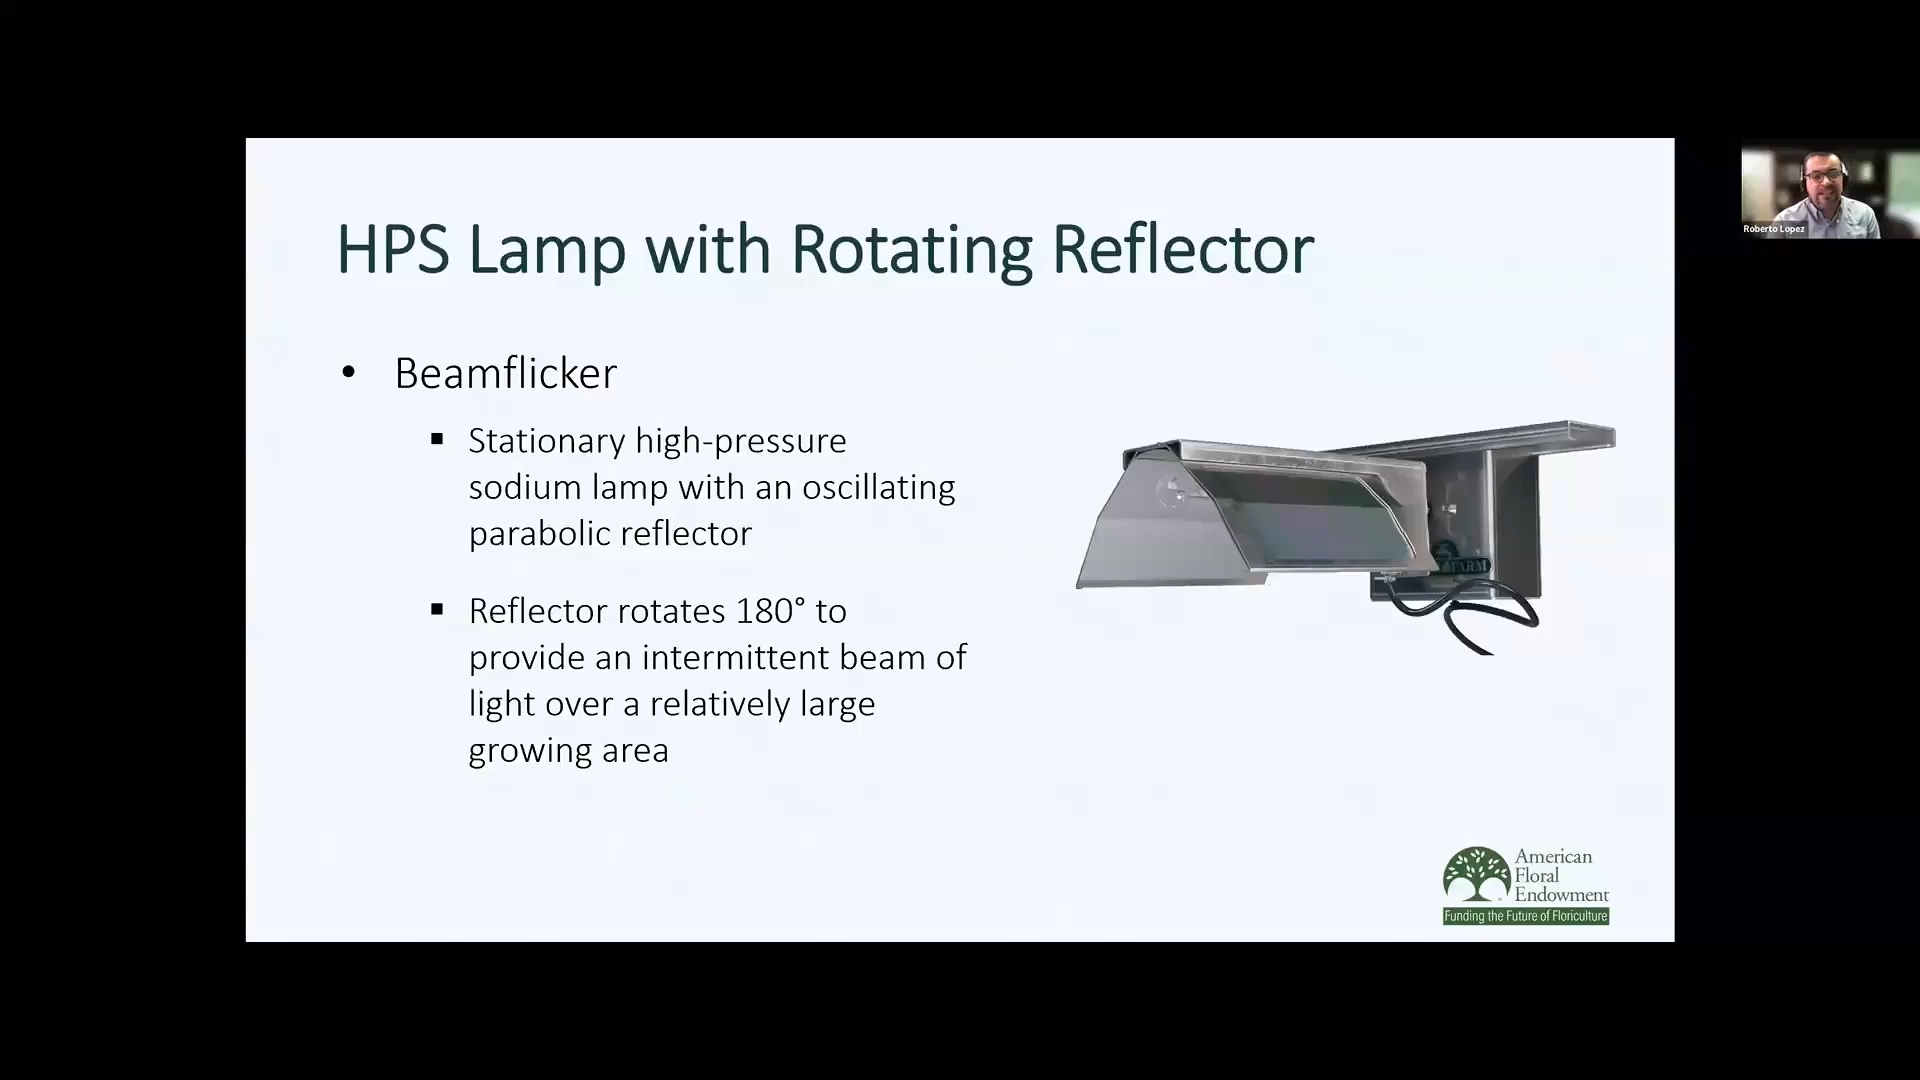 HPS Lamp with Rotating Reflector
• Beamflicker
▪ Stationary high-pressure
sodium lamp with an oscillating
parabolic reflector
▪ Reflector rotates 180° to
provide an intermittent beam of
light over a relatively large
growing area
American
Floral
Endowment
Funding the Future of Floriculture
Roberto Lopez